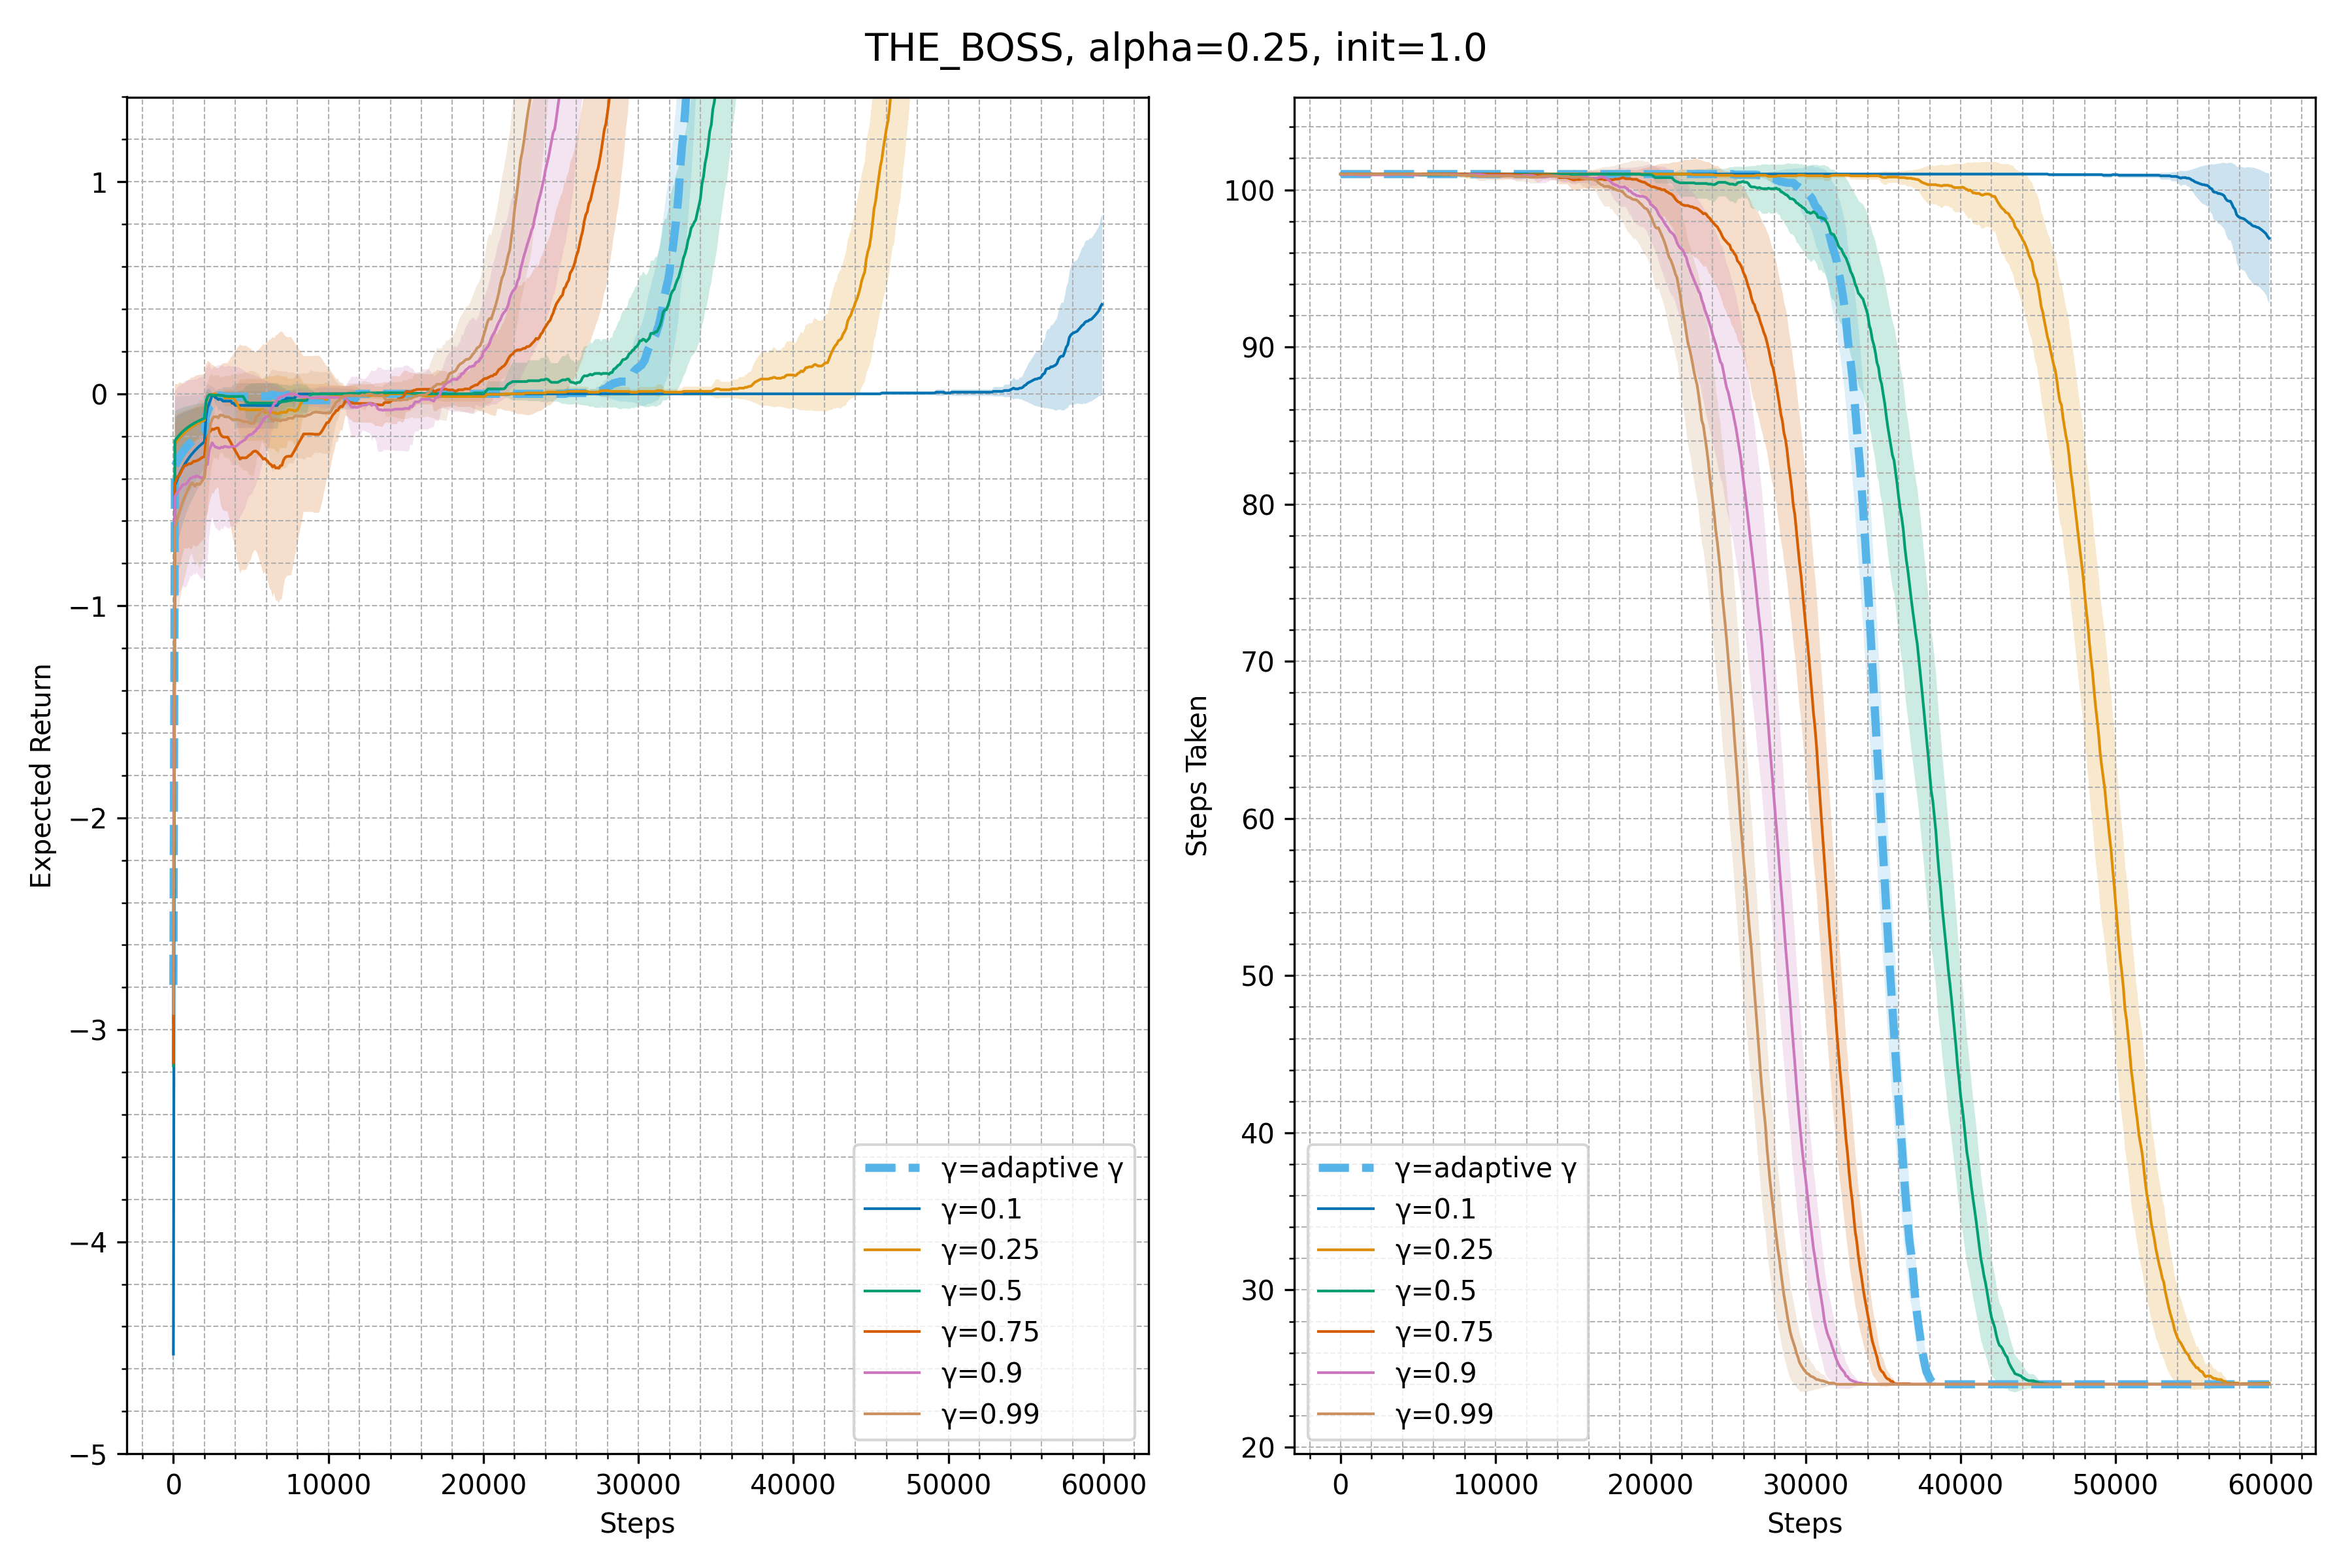 THE_BOSS, alpha=0.25, init=1.0
Expected Return
1
0
−1
−2
−3
−4
−5
0
10000
20000
30000
40000
50000
60000
Steps
γ=adaptive γ
γ=0.1
γ=0.25
γ=0.5
γ=0.75
γ=0.9
γ=0.99
Steps Taken
100
90
80
70
60
50
40
30
20
0
10000
20000
30000
40000
50000
60000
Steps
γ=adaptive γ
γ=0.1
γ=0.25
γ=0.5
γ=0.75
γ=0.9
γ=0.99